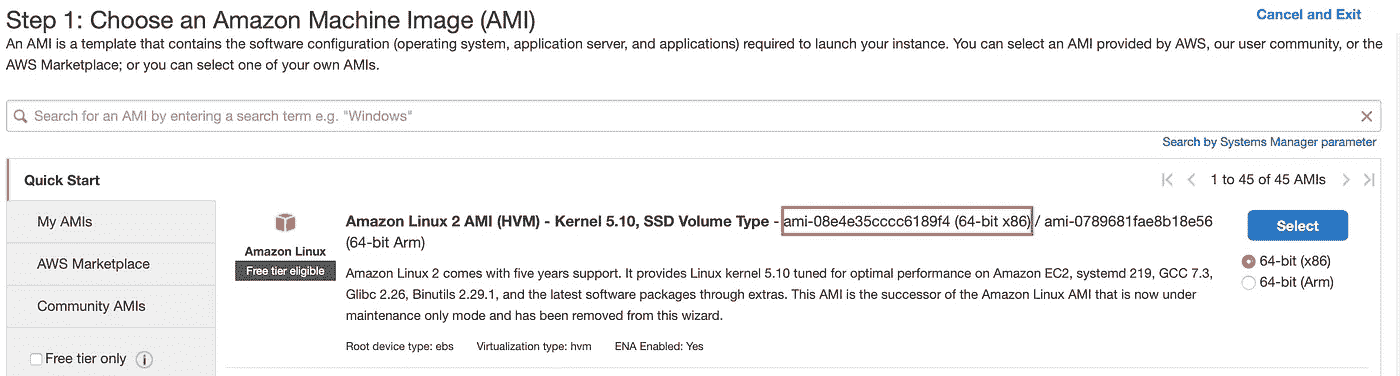 Step 1: Choose an Amazon Machine Image (AMI)
Cancel and Exit
An AMI is a template that contains the software configuration (operating system, application server, and applications) required to launch your instance. You can select an AMI provided by AWS, our user community, or the
AWS Marketplace; or you can select one of your own AMIs.
Search for an AMI by entering a search term e.g. "Windows"
Search by Systems Manager parameter
Quick Start
1 to 45 of 45 AMIs
My AMIs
AWS Marketplace
Community AMIs
Free tier only
Amazon Linux
Free tier eligible
Amazon Linux 2 AMI (HVM) - Kernel 5.10, SSD Volume Type - ami-08e4e35cccc6189f4 (64-bit x86) / ami-0789681fae8b18e56
(64-bit Arm)
Amazon Linux 2 comes with five years support. It provides Linux kernel 5.10 tuned for optimal performance on Amazon EC2, systemd 219, GCC 7.3,
Glibc 2.26, Binutils 2.29.1, and the latest software packages through extras. This AMI is the successor of the Amazon Linux AMI that is now under
maintenance only mode and has been removed from this wizard.
Root device type: ebs Virtualization type: hvm ENA Enabled: Yes
Select
64-bit (x86)
64-bit (Arm)